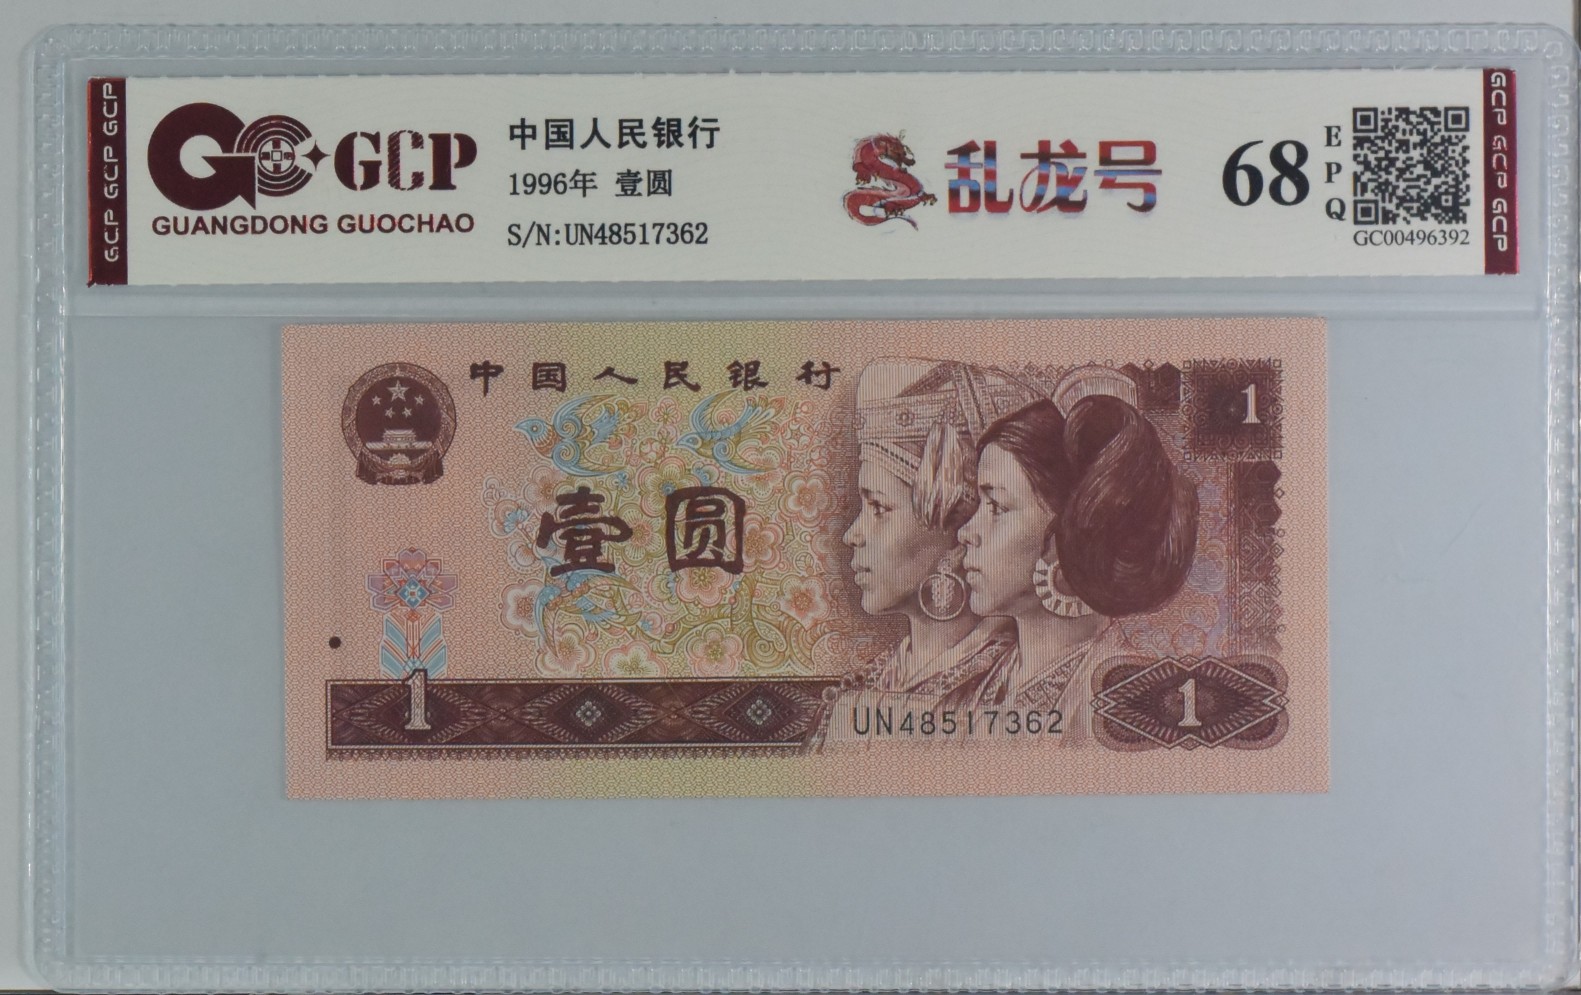 GCP GCP GCP
GCP
GUANGDONG GUOCHAO
中国人民银行
1996年 壹圆
S/N:UN48517362
乱龙号
68
EPQ
GC00496392
GCP GCP GCP
中国人民银行
1
壹圆
1
UN48517362
1